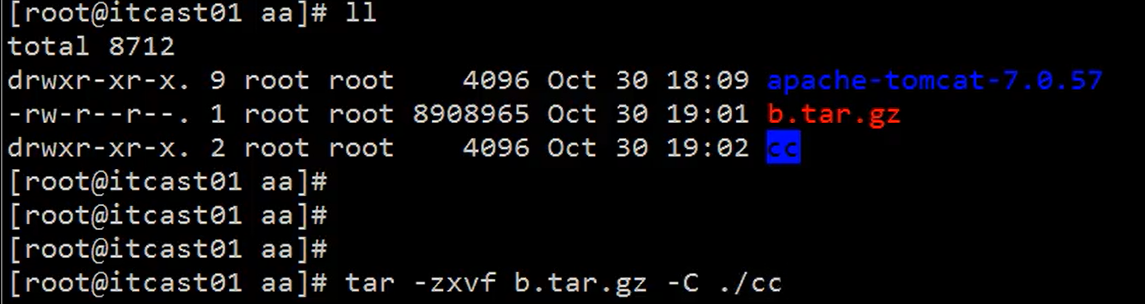 [root@itcast01 aa]# ll
total 8712
drwxr-xr-x. 9 root root    4096 Oct 30 18:09 apache-tomcat-7.0.57
-rw-r--r--. 1 root root 8908965 Oct 30 19:01 b.tar.gz
drwxr-xr-x. 2 root root    4096 Oct 30 19:02 cc
[root@itcast01 aa]#
[root@itcast01 aa]#
[root@itcast01 aa]#
[root@itcast01 aa]# tar -zxvf b.tar.gz -C ./cc